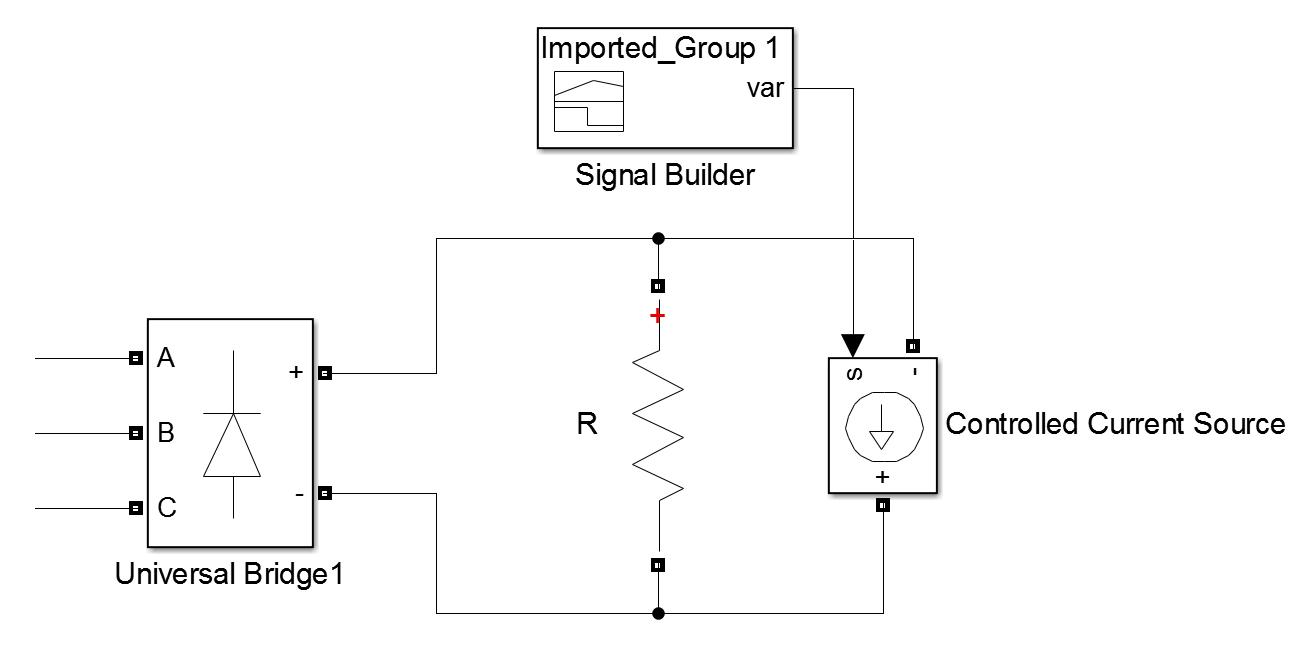 Imported_Group 1
var
Signal Builder
+
A
+
s
-
B
R
Controlled Current Source
+
-
C
Universal Bridge1